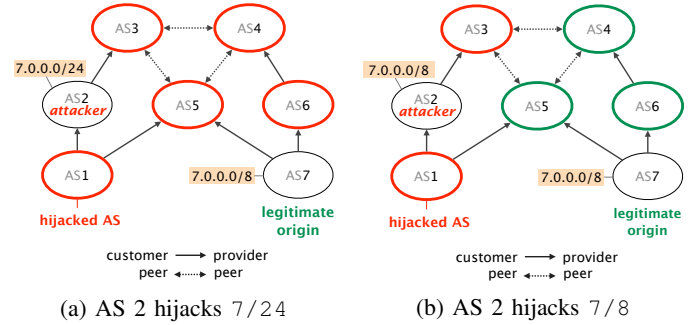 AS3
AS4
7.0.0.0/24
AS2
attacker
AS5
AS6
7.0.0.0/8
AS1
AS7
hijacked AS
legitimate
origin
customer provider
peer peer
(a) AS 2 hijacks 7/24
AS3
AS4
7.0.0.0/8
AS2
attacker
AS5
AS6
7.0.0.0/8
AS1
AS7
hijacked AS
legitimate
origin
customer provider
peer peer
(b) AS 2 hijacks 7/8